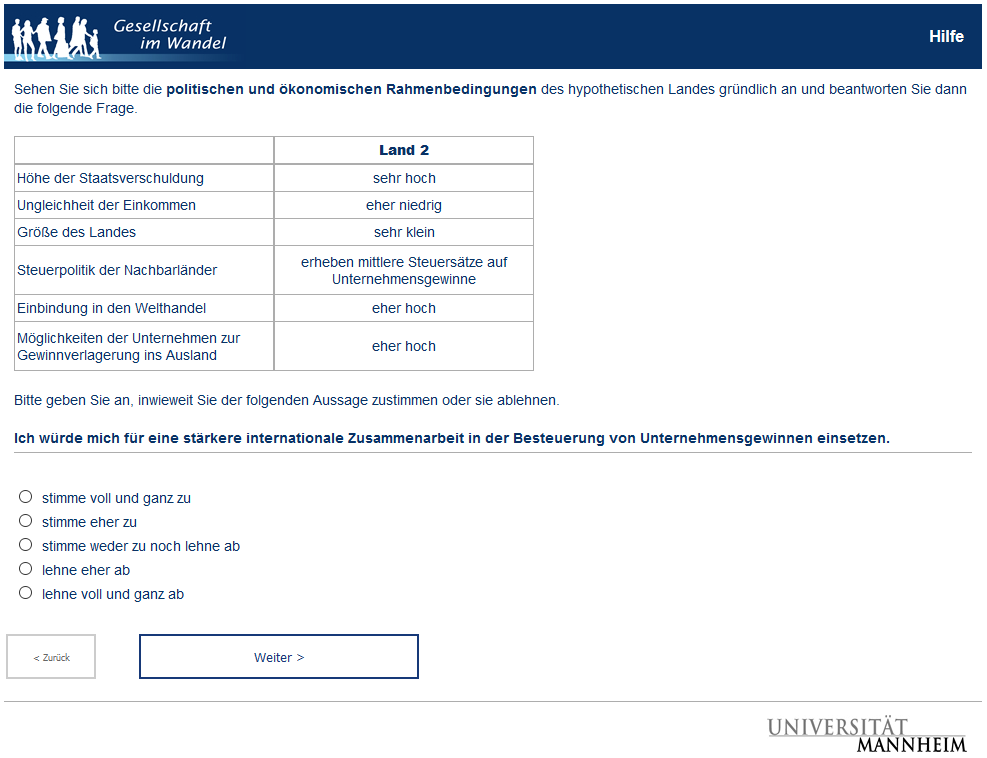 Gesellschaft
im Wandel
Hilfe
Sehen Sie sich bitte die politischen und ökonomischen Rahmenbedingungen des hypothetischen Landes gründlich an und beantworten Sie dann
die folgende Frage.
Land 2
Höhe der Staatsverschuldung sehr hoch
Ungleichheit der Einkommen eher niedrig
Größe des Landes sehr klein
Steuerpolitik der Nachbarländer erheben mittlere Steuersätze auf
Unternehmensgewinne
Einbindung in den Welthandel eher hoch
Möglichkeiten der Unternehmen zur
Gewinnverlagerung ins Ausland eher hoch
Bitte geben Sie an, inwieweit Sie der folgenden Aussage zustimmen oder sie ablehnen.
Ich würde mich für eine stärkere internationale Zusammenarbeit in der Besteuerung von Unternehmensgewinnen einsetzen.
stimme voll und ganz zu
stimme eher zu
stimme weder zu noch lehne ab
lehne eher ab
lehne voll und ganz ab
< Zurück
Weiter >
UNIVERSITÄT
MANNHEIM